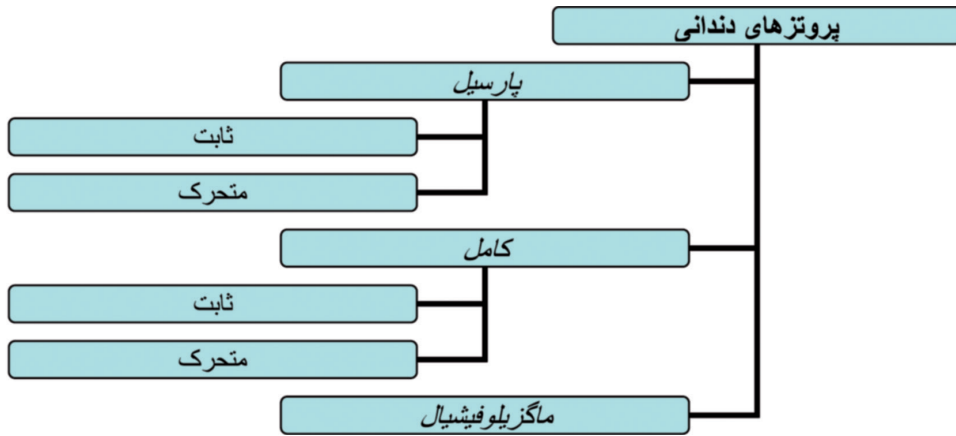 پروتزهای دندانی
پارسیل
ثابت
متحرک
کامل
ثابت
متحرک
ماگزیلوفیشیال